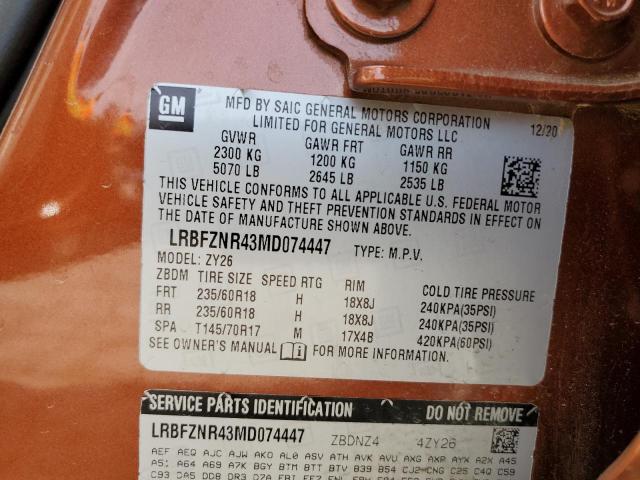 GM
MFD BY SAIC GENERAL MOTORS CORPORATION
LIMITED FOR GENERAL MOTORS LLC
12/20
GVWR GAWR FRT GAWR RR
2300 KG 1200 KG 1150 KG
5070 LB 2645 LB 2535 LB
THIS VEHICLE CONFORMS TO ALL APPLICABLE U.S. FEDERAL MOTOR
VEHICLE SAFETY AND THEFT PREVENTION STANDARDS IN EFFECT ON
THE DATE OF MANUFACTURE SHOWN ABOVE.
LRBFZNR43MD074447 TYPE: M.P.V.
MODEL: ZY26
ZBDM TIRE SIZE SPEED RTG RIM COLD TIRE PRESSURE
FRT 235/60R18 H 18X8J 240KPA(35PSI)
RR 235/60R18 H 18X8J 240KPA(35PSI)
SPA T145/70R17 M 17X4B 420KPA(60PSI)
SEE OWNER'S MANUAL FOR MORE INFORMATION
SERVICE PARTS IDENTIFICATION DO NOT REMOVE
LRBFZNR43MD074447 ZBDNZ4 4ZY26
AEF AEQ AJC AJW AKO AL0 ASV ATH AVK AVU AXG AXP AYX A2X A45
A51 A64 A69 A7K BGY BTM BTT BTV B39 B54 CJ2 CNG C25 C4Q C59
C93 DA5 DD8 DR3